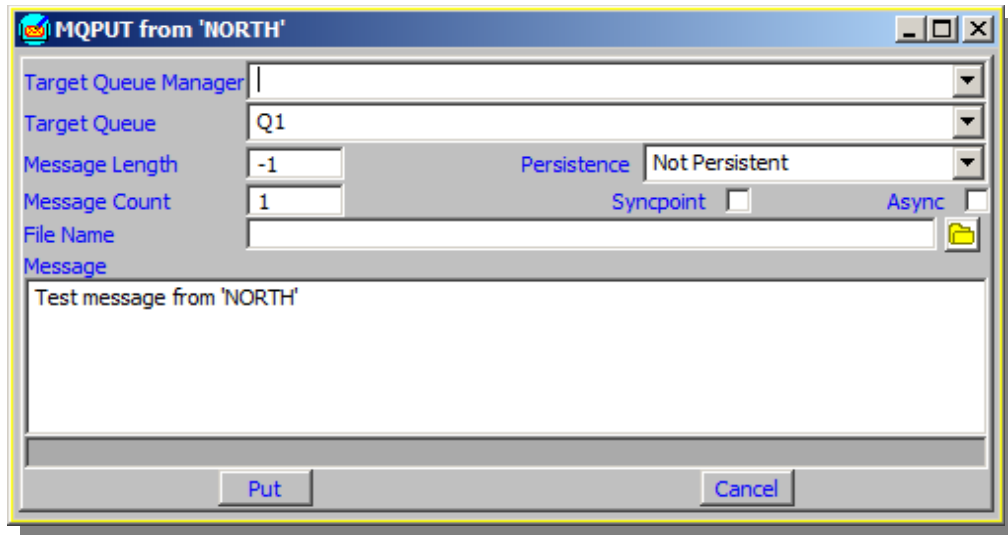 MQPUT from 'NORTH'
Target Queue Manager
Target Queue Q1
Message Length -1 Persistence Not Persistent
Message Count 1 Syncpoint Async
File Name
Message
Test message from 'NORTH'
Put Cancel